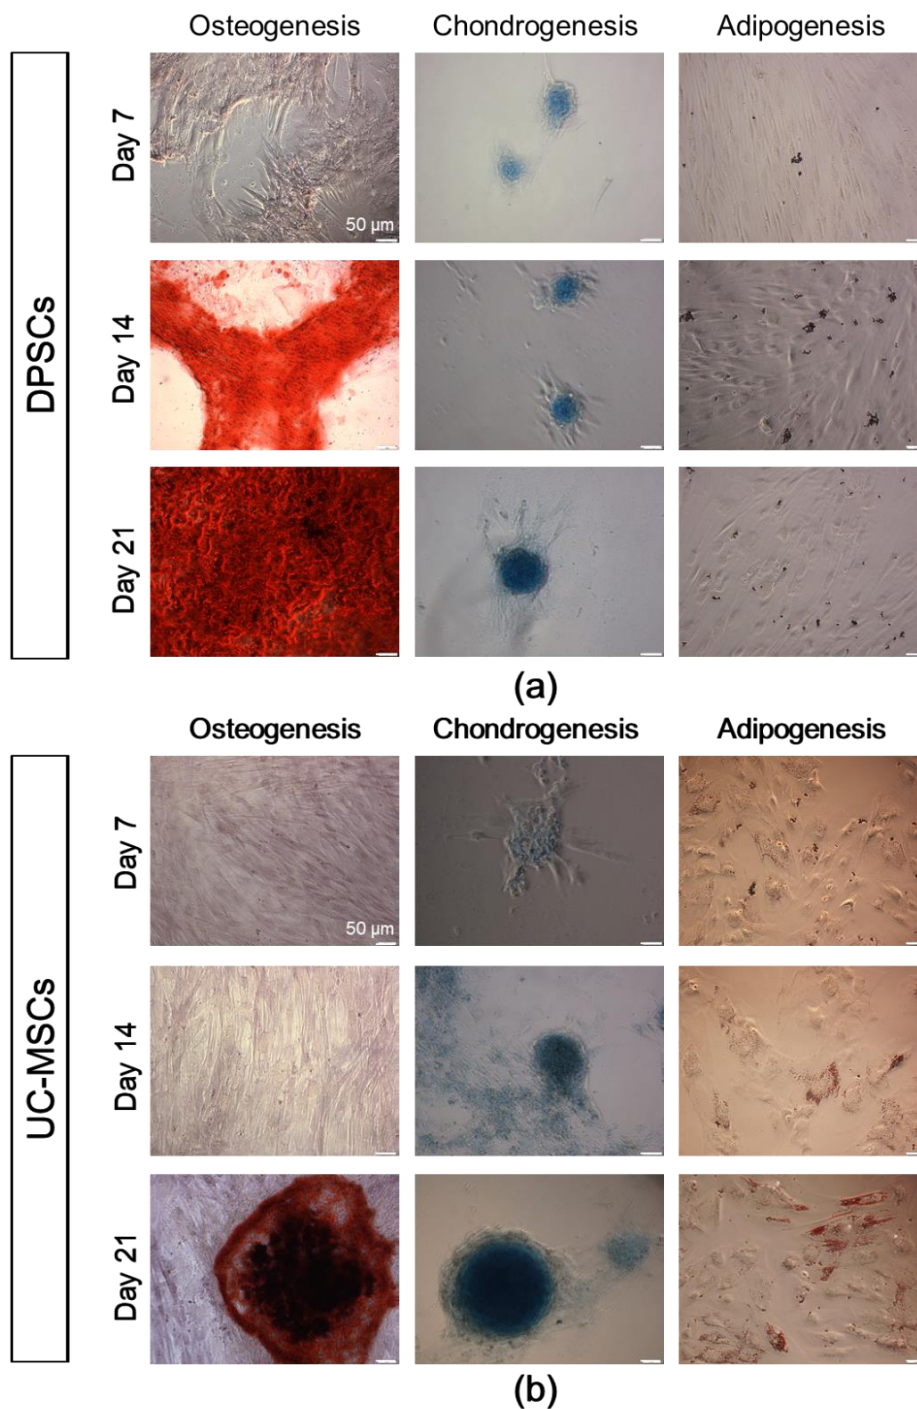 Osteogenesis Chondrogenesis Adipogenesis
DPSCs
Day 7
50 µm
Day 14
Day 21
(a)
Osteogenesis Chondrogenesis Adipogenesis
UC-MSCs
Day 7
50 µm
Day 14
Day 21
(b)